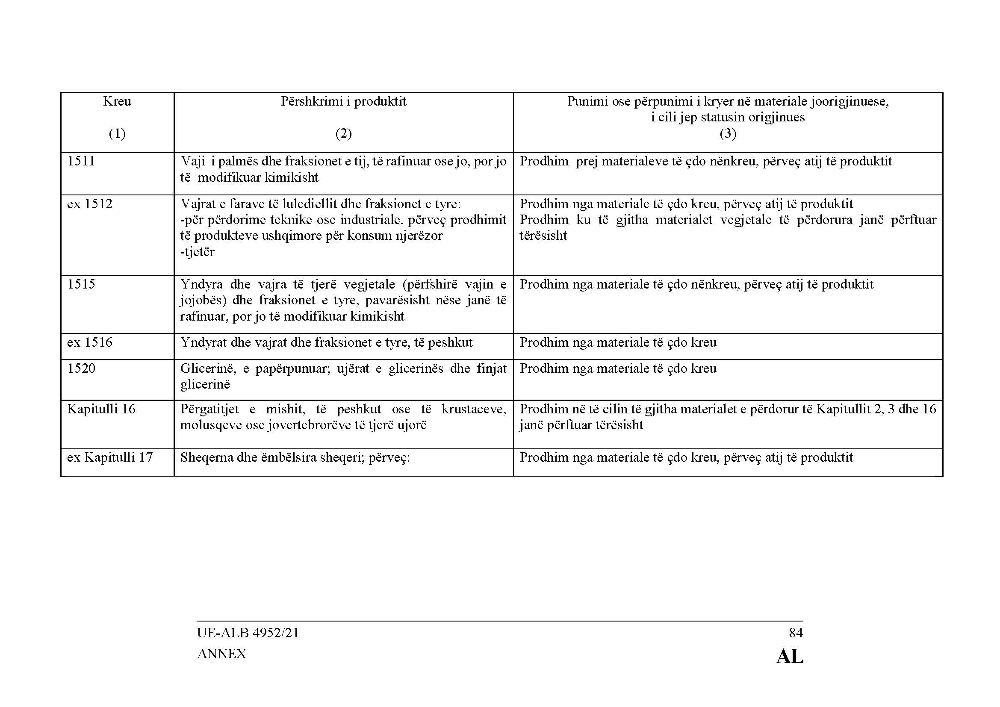 Kreu
(1)
Përshkrimi i produktit
(2)
Punimi ose përpunimi i kryer në materiale joorigjinuese,
i cili jep statusin origjinues
(3)
1511
Vaji i palmës dhe fraksionet e tij, të rafinuar ose jo, por jo
të modifikuar kimikisht
Prodhim prej materialeve të çdo nënkreu, përveç atij të produktit
ex 1512
Vajrat e farave të lulediellit dhe fraksionet e tyre:
-për përdorime teknike ose industriale, përveç prodhimit
të produkteve ushqimore për konsum njerëzor
-tjetër
Prodhim nga materiale të çdo kreu, përveç atij të produktit
Prodhim ku të gjitha materialet vegjetale të përdorura janë përftuar
tërësisht
1515
Yndyra dhe vajra të tjerë vegjetale (përfshirë vajin e
jojobës) dhe fraksionet e tyre, pavarësisht nëse janë të
rafinuar, por jo të modifikuar kimikisht
Prodhim nga materiale të çdo nënkreu, përveç atij të produktit
ex 1516
Yndyrat dhe vajrat dhe fraksionet e tyre, të peshkut
Prodhim nga materiale të çdo kreu
1520
Glicerinë, e papërpunuar; ujërat e glicerinës dhe finjat
glicerinë
Prodhim nga materiale të çdo kreu
Kapitulli 16
Përgatitjet e mishit, të peshkut ose të krustaceve,
molusqeve ose jovertebrorëve të tjerë ujorë
Prodhim në të cilin të gjitha materialet e përdorur të Kapitullit 2, 3 dhe 16
janë përftuar tërësisht
ex Kapitulli 17
Sheqerna dhe ëmbëlsira sheqeri; përveç:
Prodhim nga materiale të çdo kreu, përveç atij të produktit
UE-ALB 4952/21
84
ANNEX
AL